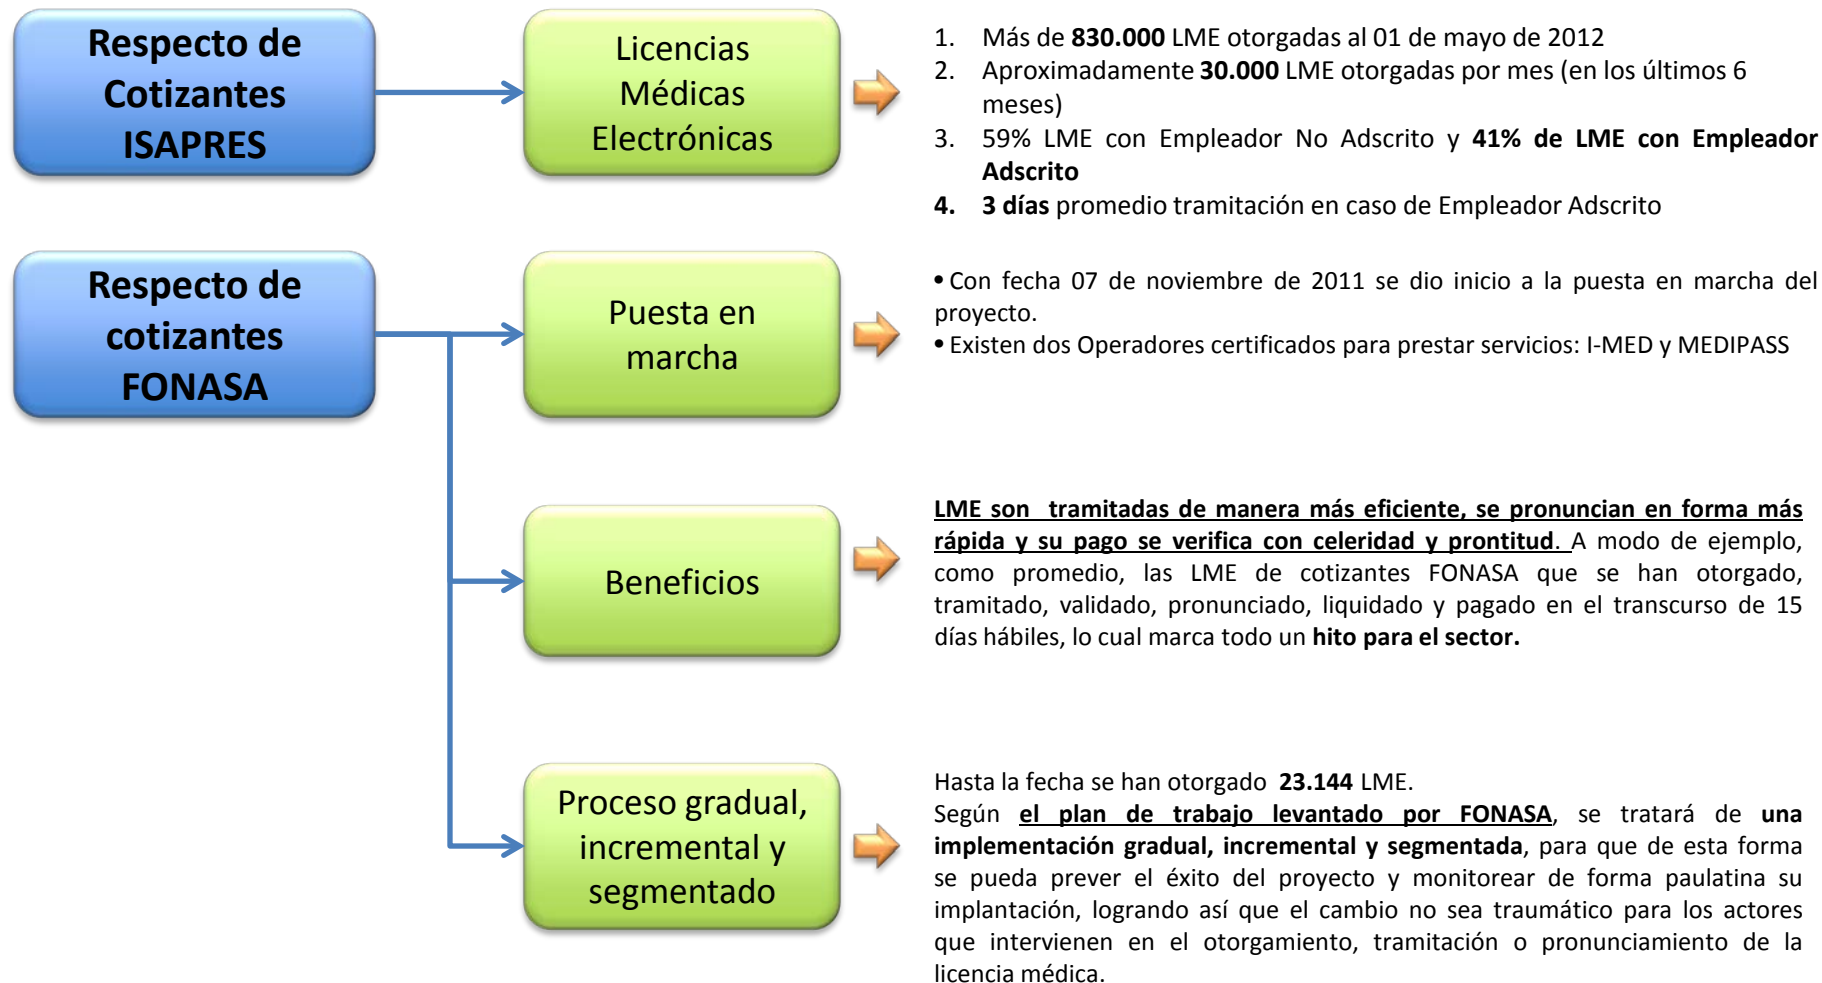 Respecto de
Cotizantes
ISAPRES
Licencias
Médicas
Electrónicas
1. Más de 830.000 LME otorgadas al 01 de mayo de 2012
2. Aproximadamente 30.000 LME otorgadas por mes (en los últimos 6
meses)
3. 59% LME con Empleador No Adscrito y 41% de LME con Empleador
Adscrito
4. 3 días promedio tramitación en caso de Empleador Adscrito
Respecto de
cotizantes
FONASA
Puesta en
marcha
• Con fecha 07 de noviembre de 2011 se dio inicio a la puesta en marcha del
proyecto.
• Existen dos Operadores certificados para prestar servicios: I-MED y MEDIPASS
Beneficios
LME son tramitadas de manera más eficiente, se pronuncian en forma más
rápida y su pago se verifica con celeridad y prontitud. A modo de ejemplo,
como promedio, las LME de cotizantes FONASA que se han otorgado,
tramitado, validado, pronunciado, liquidado y pagado en el transcurso de 15
días hábiles, lo cual marca todo un hito para el sector.
Proceso gradual,
incremental y
segmentado
Hasta la fecha se han otorgado 23.144 LME.
Según el plan de trabajo levantado por FONASA, se tratará de una
implementación gradual, incremental y segmentada, para que de esta forma
se pueda prever el éxito del proyecto y monitorear de forma paulatina su
implantación, logrando así que el cambio no sea traumático para los actores
que intervienen en el otorgamiento, tramitación o pronunciamiento de la
licencia médica.